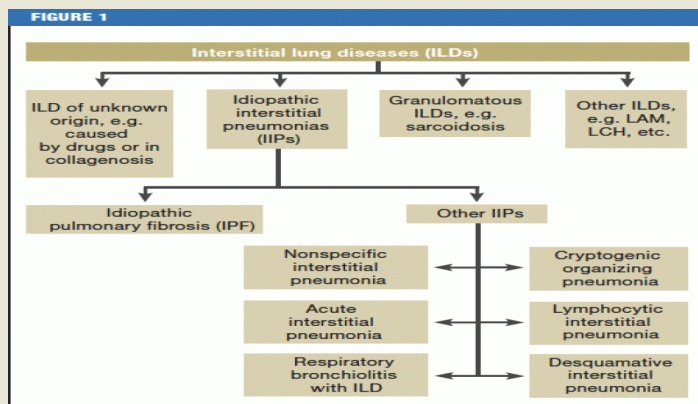 FIGURE 1
Interstitial lung diseases (ILDs)
ILD of unknown
origin, e.g.
caused
by drugs or in
collagenosis
Idiopathic
interstitial
pneumonias
(IIPs)
Granulomatous
ILDs, e.g.
sarcoidosis
Other ILDs,
e.g. LAM,
LCH, etc.
Idiopathic
pulmonary fibrosis (IPF)
Other IIPs
Nonspecific
interstitial
pneumonia
Cryptogenic
organizing
pneumonia
Acute
interstitial
pneumonia
Lymphocytic
interstitial
pneumonia
Respiratory
bronchiolitis
with ILD
Desquamative
interstitial
pneumonia